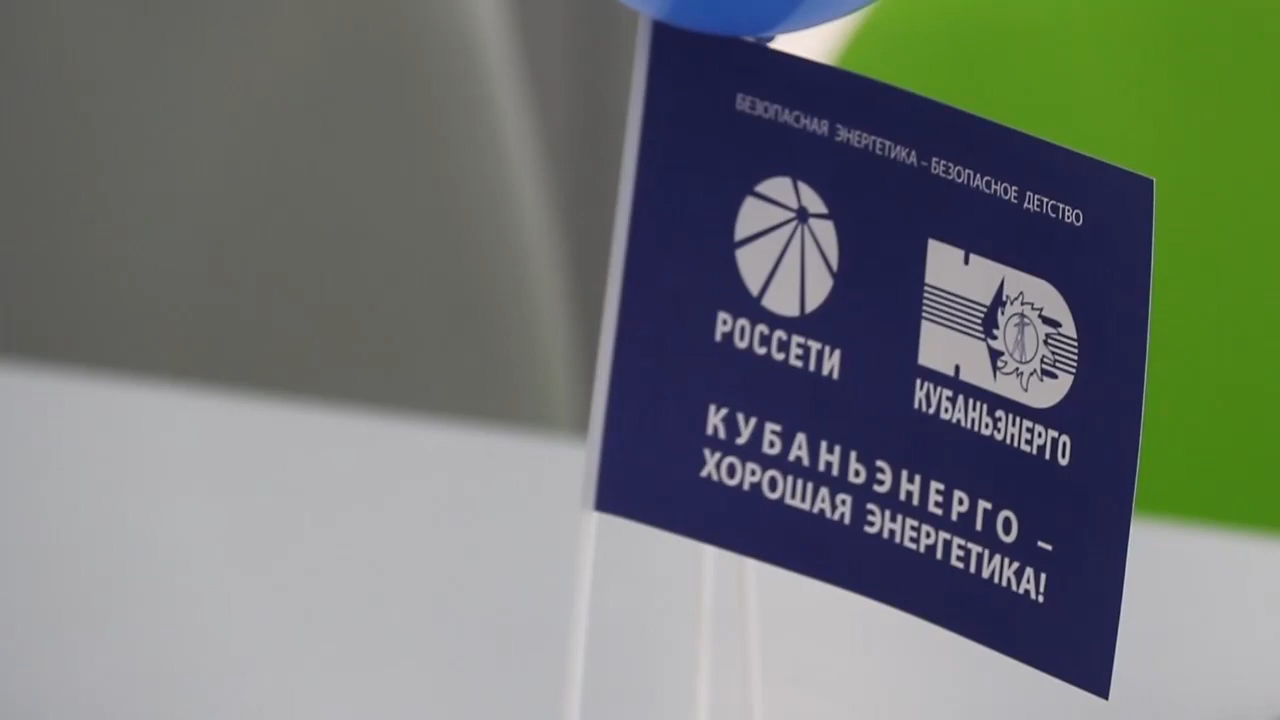 БЕЗОПАСНАЯ ЭНЕРГЕТИКА – БЕЗОПАСНОЕ ДЕТСТВО
РОССЕТИ
КУБАНЬЭНЕРГО
КУБАНЬЭНЕРГО –
ХОРОШАЯ ЭНЕРГЕТИКА!